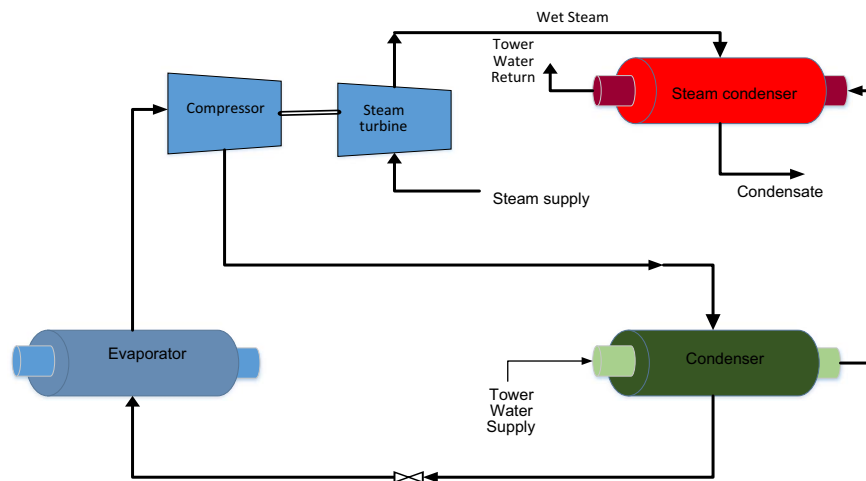 Wet Steam
Tower
Water
Return
Steam condenser
Compressor
Steam
turbine
Steam supply
Condensate
Evaporator
Condenser
Tower
Water
Supply